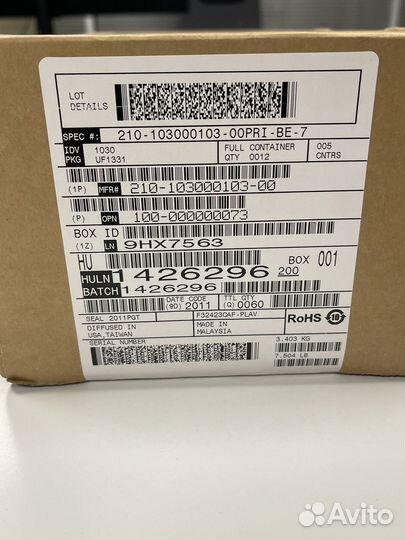 LOT
DETAILS
SPEC #: 210-103000103-00PRI-BE-7
IDV 1030 FULL CONTAINER 005
PKG UF1331 QTY 0012 CNTRS
(1P) MFR# 210-103000103-00
(P) OPN 100-000000073
BOX ID
(1Z) LN 9HX7563
HU BOX 001
HULN 1426296 200
BATCH 1426296
DATE CODE TTL QTY
(9D) 2011 (Q) 0060
SEAL 2011PGT F32423CAF-PLAV
DIFFUSED IN MADE IN RoHS
USA,TAIWAN MALAYSIA
SERIAL NUMBER 3.403 KG
7.504 LB
Avito